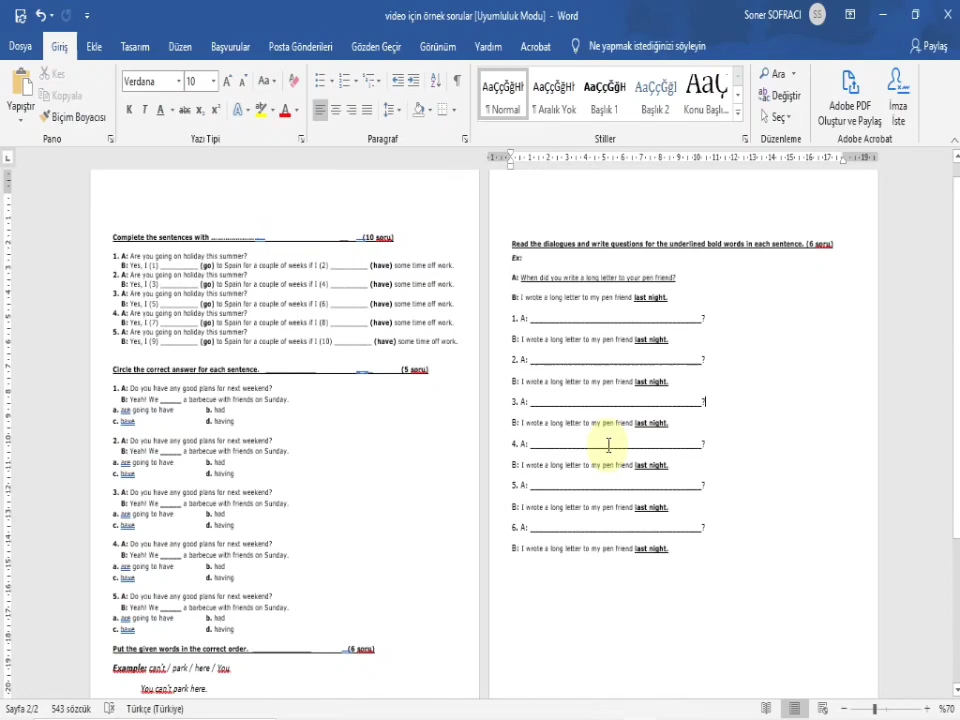 video için örnek sorular [Uyumluluk Modu] - Word
Soner SOFRACI SS
Dosya Giriş Ekle Tasarım Düzen Başvurular Posta Gönderileri Gözden Geçir Görünüm Yardım Acrobat Ne yapmak istediğinizi söyleyin Paylaş
Yapıştır
Kes
Kopyala
Biçim Boyacısı
Pano
Verdana 10
K T A abc X₂ X²
Yazı Tipi
Paragraf
AaÇçĞğHł AaÇçĞğHł AaÇçĞğH AaÇçĞğİ AaÇ
¶ Normal ¶ Aralık Yok Başlık 1 Başlık 2 Konu Başlı...
Stiller
Ara
Değiştir
Seç
Düzenleme
Adobe PDF
Oluştur ve Paylaş
İmza
İste
Adobe Acrobat
Complete the sentences with .................... __ (10 soru)
1. A: Are you going on holiday this summer?
B: Yes, I (1) __________ (go) to Spain for a couple of weeks if I (2) __________ (have) some time off work.
2. A: Are you going on holiday this summer?
B: Yes, I (3) __________ (go) to Spain for a couple of weeks if I (4) __________ (have) some time off work.
3. A: Are you going on holiday this summer?
B: Yes, I (5) __________ (go) to Spain for a couple of weeks if I (6) __________ (have) some time off work.
4. A: Are you going on holiday this summer?
B: Yes, I (7) __________ (go) to Spain for a couple of weeks if I (8) __________ (have) some time off work.
5. A: Are you going on holiday this summer?
B: Yes, I (9) __________ (go) to Spain for a couple of weeks if I (10) __________ (have) some time off work.
Circle the correct answer for each sentence. __________ (5 soru)
1. A: Do you have any good plans for next weekend?
B: Yeah! We ______ a barbecue with friends on Sunday.
a. are going to have b. had
c. have d. having
2. A: Do you have any good plans for next weekend?
B: Yeah! We ______ a barbecue with friends on Sunday.
a. are going to have b. had
c. have d. having
3. A: Do you have any good plans for next weekend?
B: Yeah! We ______ a barbecue with friends on Sunday.
a. are going to have b. had
c. have d. having
4. A: Do you have any good plans for next weekend?
B: Yeah! We ______ a barbecue with friends on Sunday.
a. are going to have b. had
c. have d. having
5. A: Do you have any good plans for next weekend?
B: Yeah! We ______ a barbecue with friends on Sunday.
a. are going to have b. had
c. have d. having
Put the given words in the correct order. __________ (6 soru)
Example: can't / park / here / You
You can't park here.
Read the dialogues and write questions for the underlined bold words in each sentence. (6 soru)
Ex:
A: When did you write a long letter to your pen friend?
B: I wrote a long letter to my pen friend last night.
1. A: ______________________________?
B: I wrote a long letter to my pen friend last night.
2. A: ______________________________?
B: I wrote a long letter to my pen friend last night.
3. A: ______________________________?
B: I wrote a long letter to my pen friend last night.
4. A: ______________________________?
B: I wrote a long letter to my pen friend last night.
5. A: ______________________________?
B: I wrote a long letter to my pen friend last night.
6. A: ______________________________?
B: I wrote a long letter to my pen friend last night.
Sayfa 2/2 543 sözcük Türkçe (Türkiye) %70